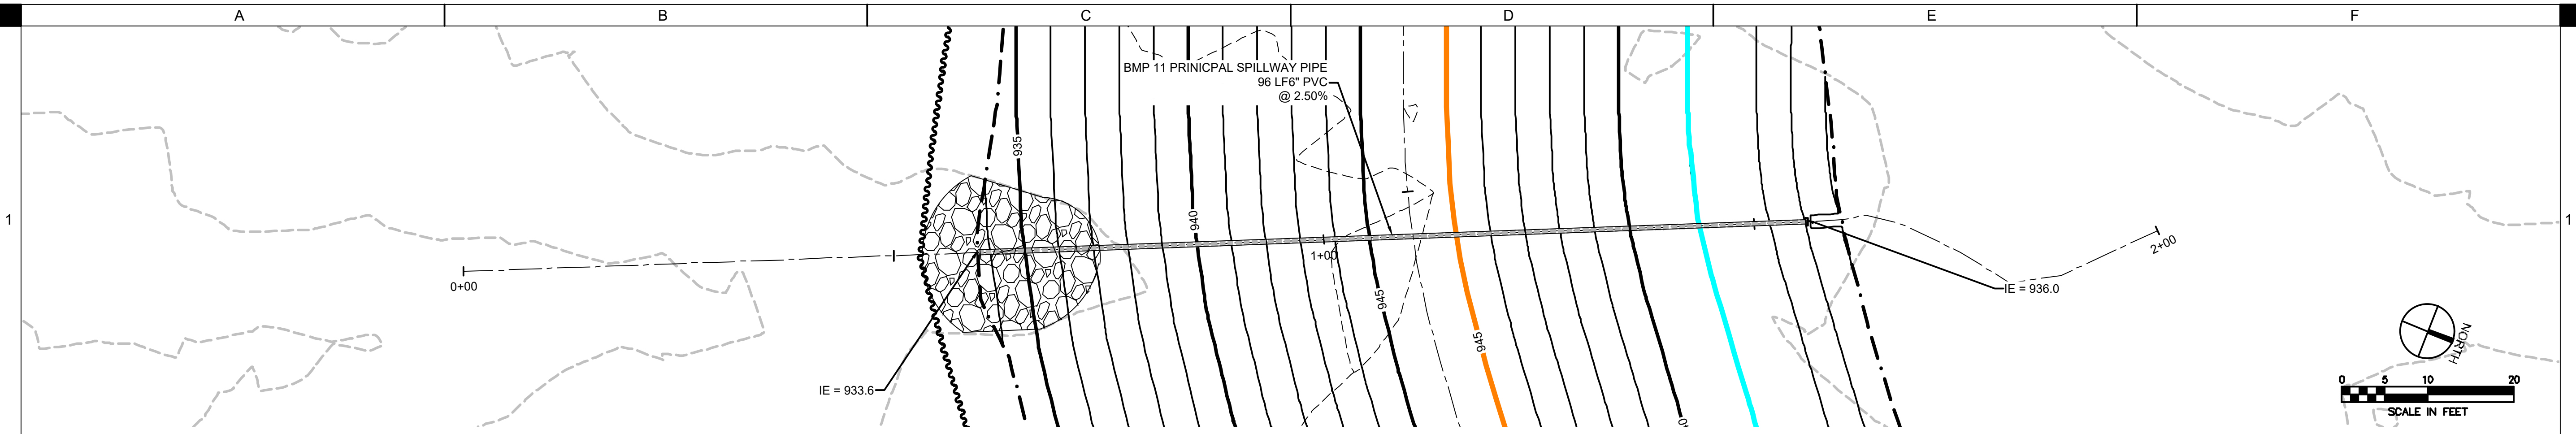 A B C D E F
BMP 11 PRINICPAL SPILLWAY PIPE
96 LF6" PVC
@ 2.50%
935
1
1
940
1+00
2+00
0+00
IE = 936.0
945
945
NORTH
IE = 933.6
0 5 10 20
SCALE IN FEET